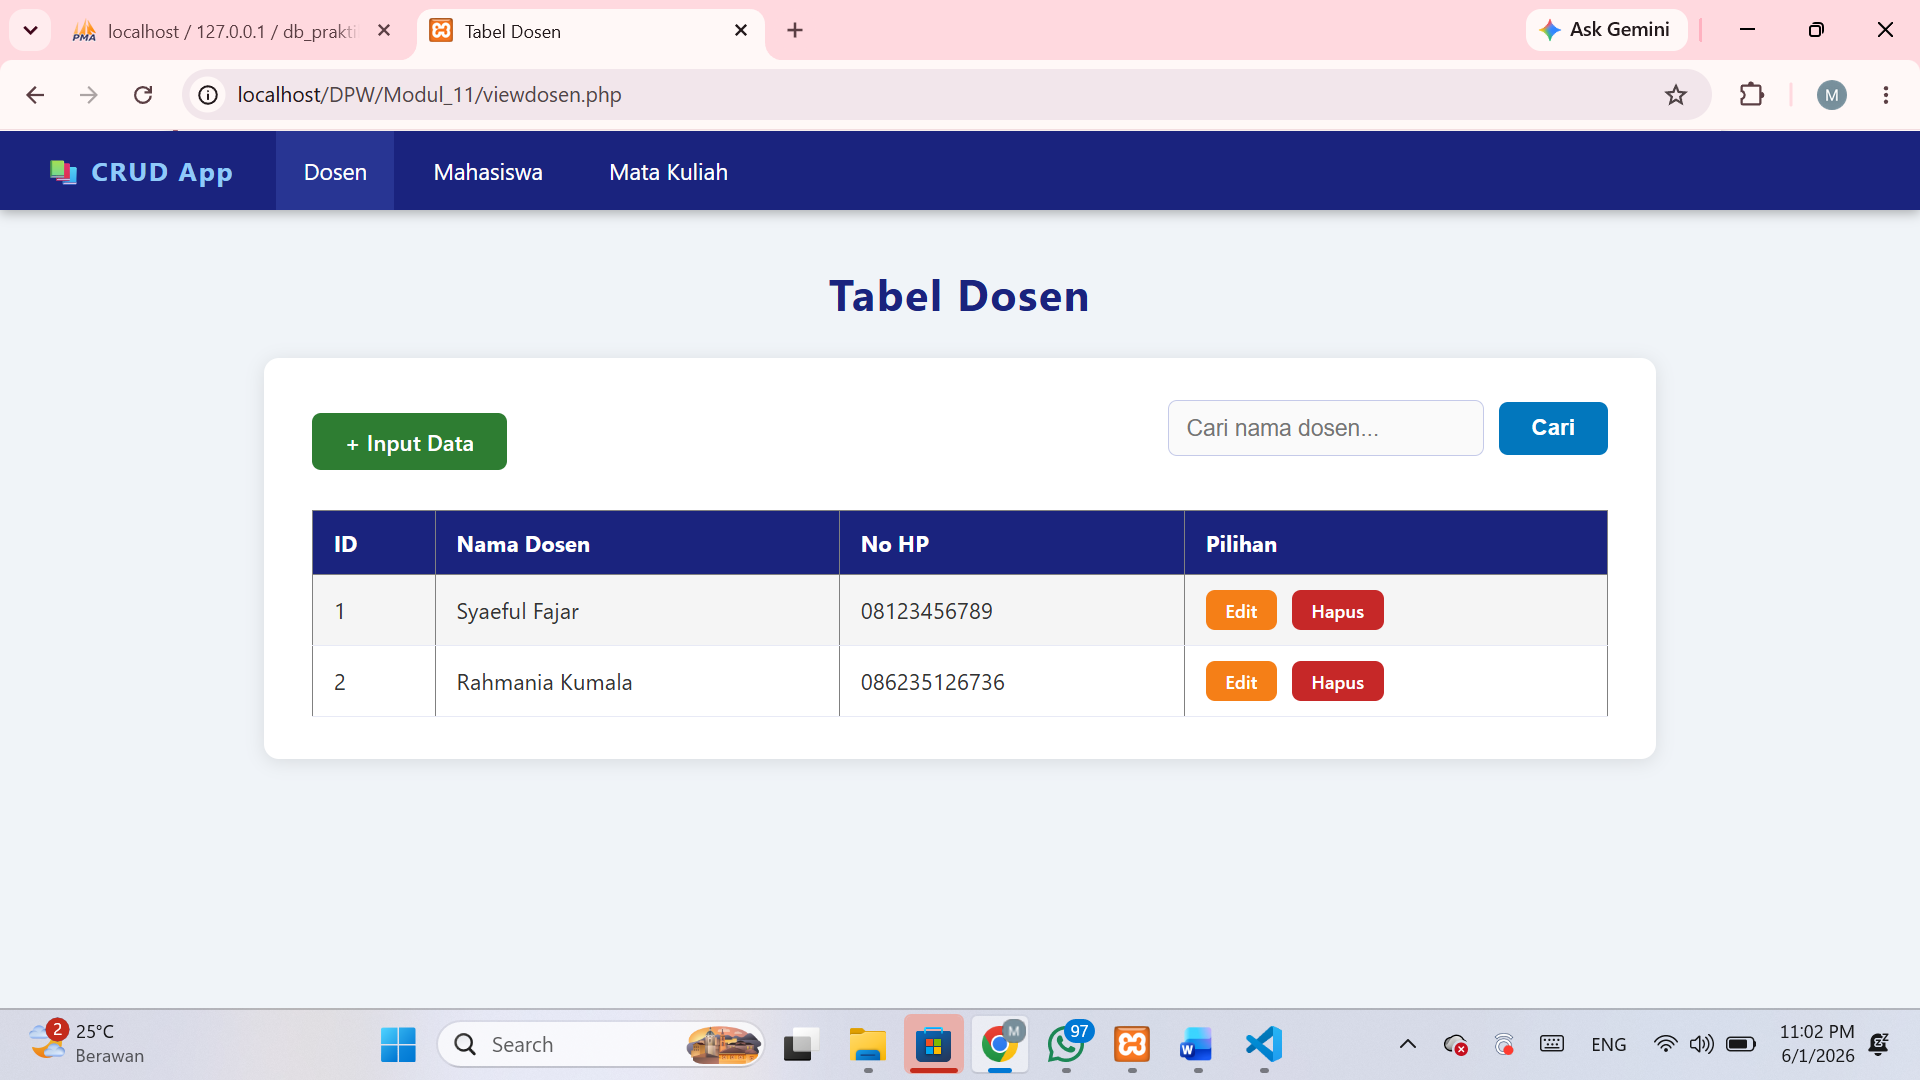 localhost / 127.0.0.1 / db_prakti
Tabel Dosen
Ask Gemini
localhost/DPW/Modul_11/viewdosen.php
M
CRUD App
Dosen
Mahasiswa
Mata Kuliah
Tabel Dosen
+ Input Data
Cari nama dosen...
Cari
ID
Nama Dosen
No HP
Pilihan
1
Syaeful Fajar
08123456789
Edit
Hapus
2
Rahmania Kumala
086235126736
Edit
Hapus
2
25°C
Berawan
Search
M
97
ENG
11:02 PM
6/1/2026